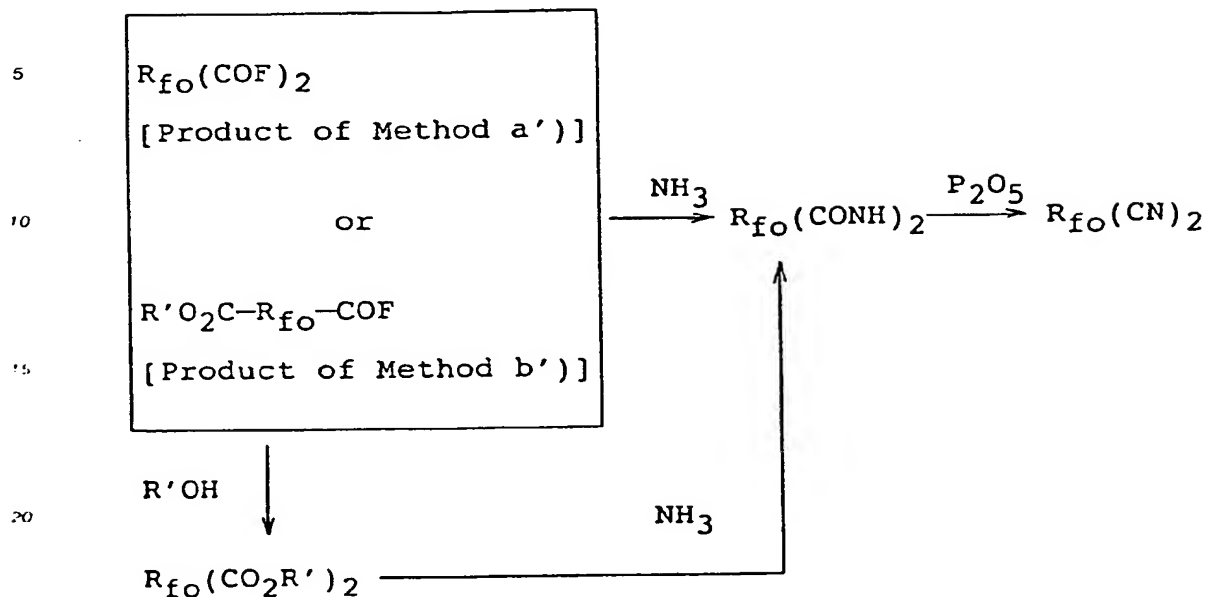 5 R_fo(COF)_2
[Product of Method a')]
NH_3 P_2O_5
10 or R_fo(CONH)_2 R_fo(CN)_2
R'O_2C—R_fo—COF
15 [Product of Method b')]
R'OH
20 NH_3
R_fo(CO_2R')_2